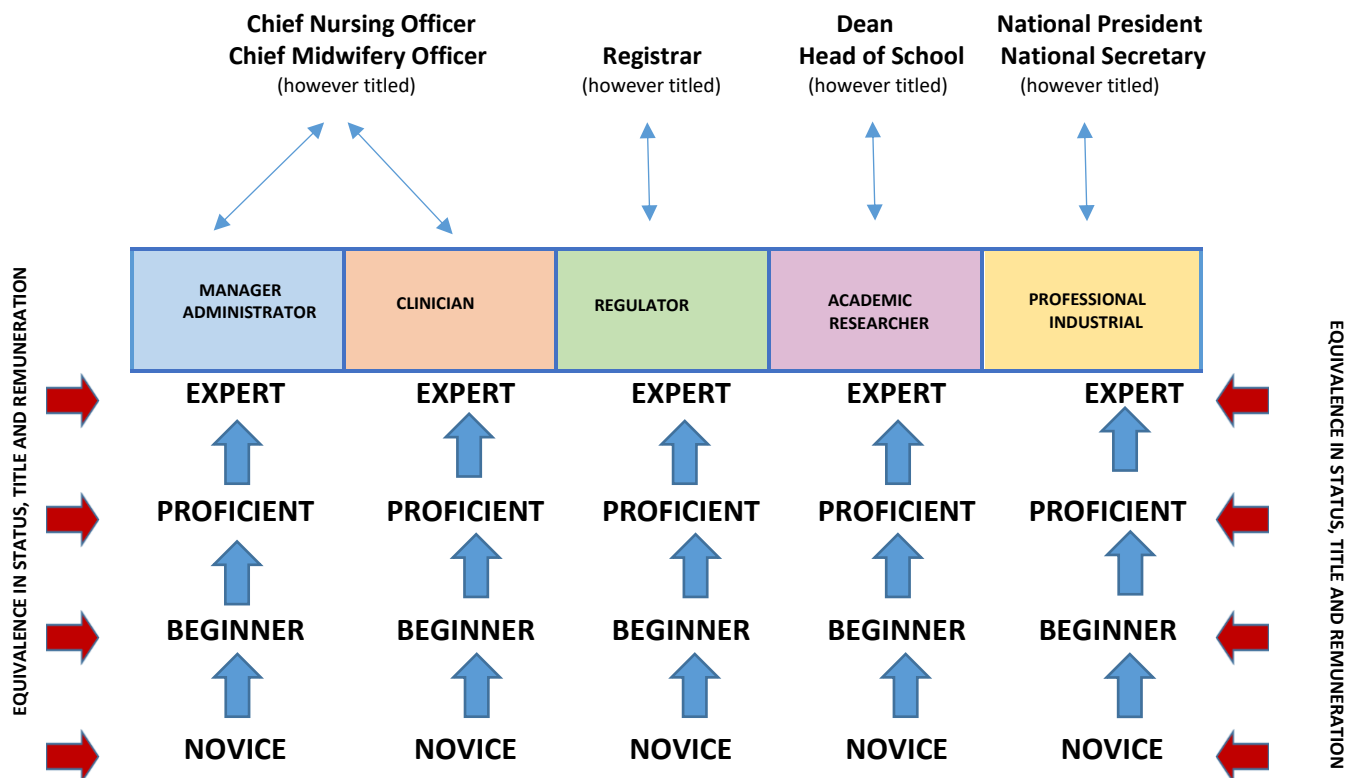 Chief Nursing Officer
Chief Midwifery Officer
(however titled)
Registrar
(however titled)
Dean
Head of School
(however titled)
National President
National Secretary
(however titled)
EQUIVALENCE IN STATUS, TITLE AND REMUNERATION
MANAGER
ADMINISTRATOR
CLINICIAN
REGULATOR
ACADEMIC
RESEARCHER
PROFESSIONAL
INDUSTRIAL
EXPERT EXPERT EXPERT EXPERT EXPERT
PROFICIENT PROFICIENT PROFICIENT PROFICIENT PROFICIENT
BEGINNER BEGINNER BEGINNER BEGINNER BEGINNER
NOVICE NOVICE NOVICE NOVICE NOVICE
EQUIVALENCE IN STATUS, TITLE AND REMUNERATION